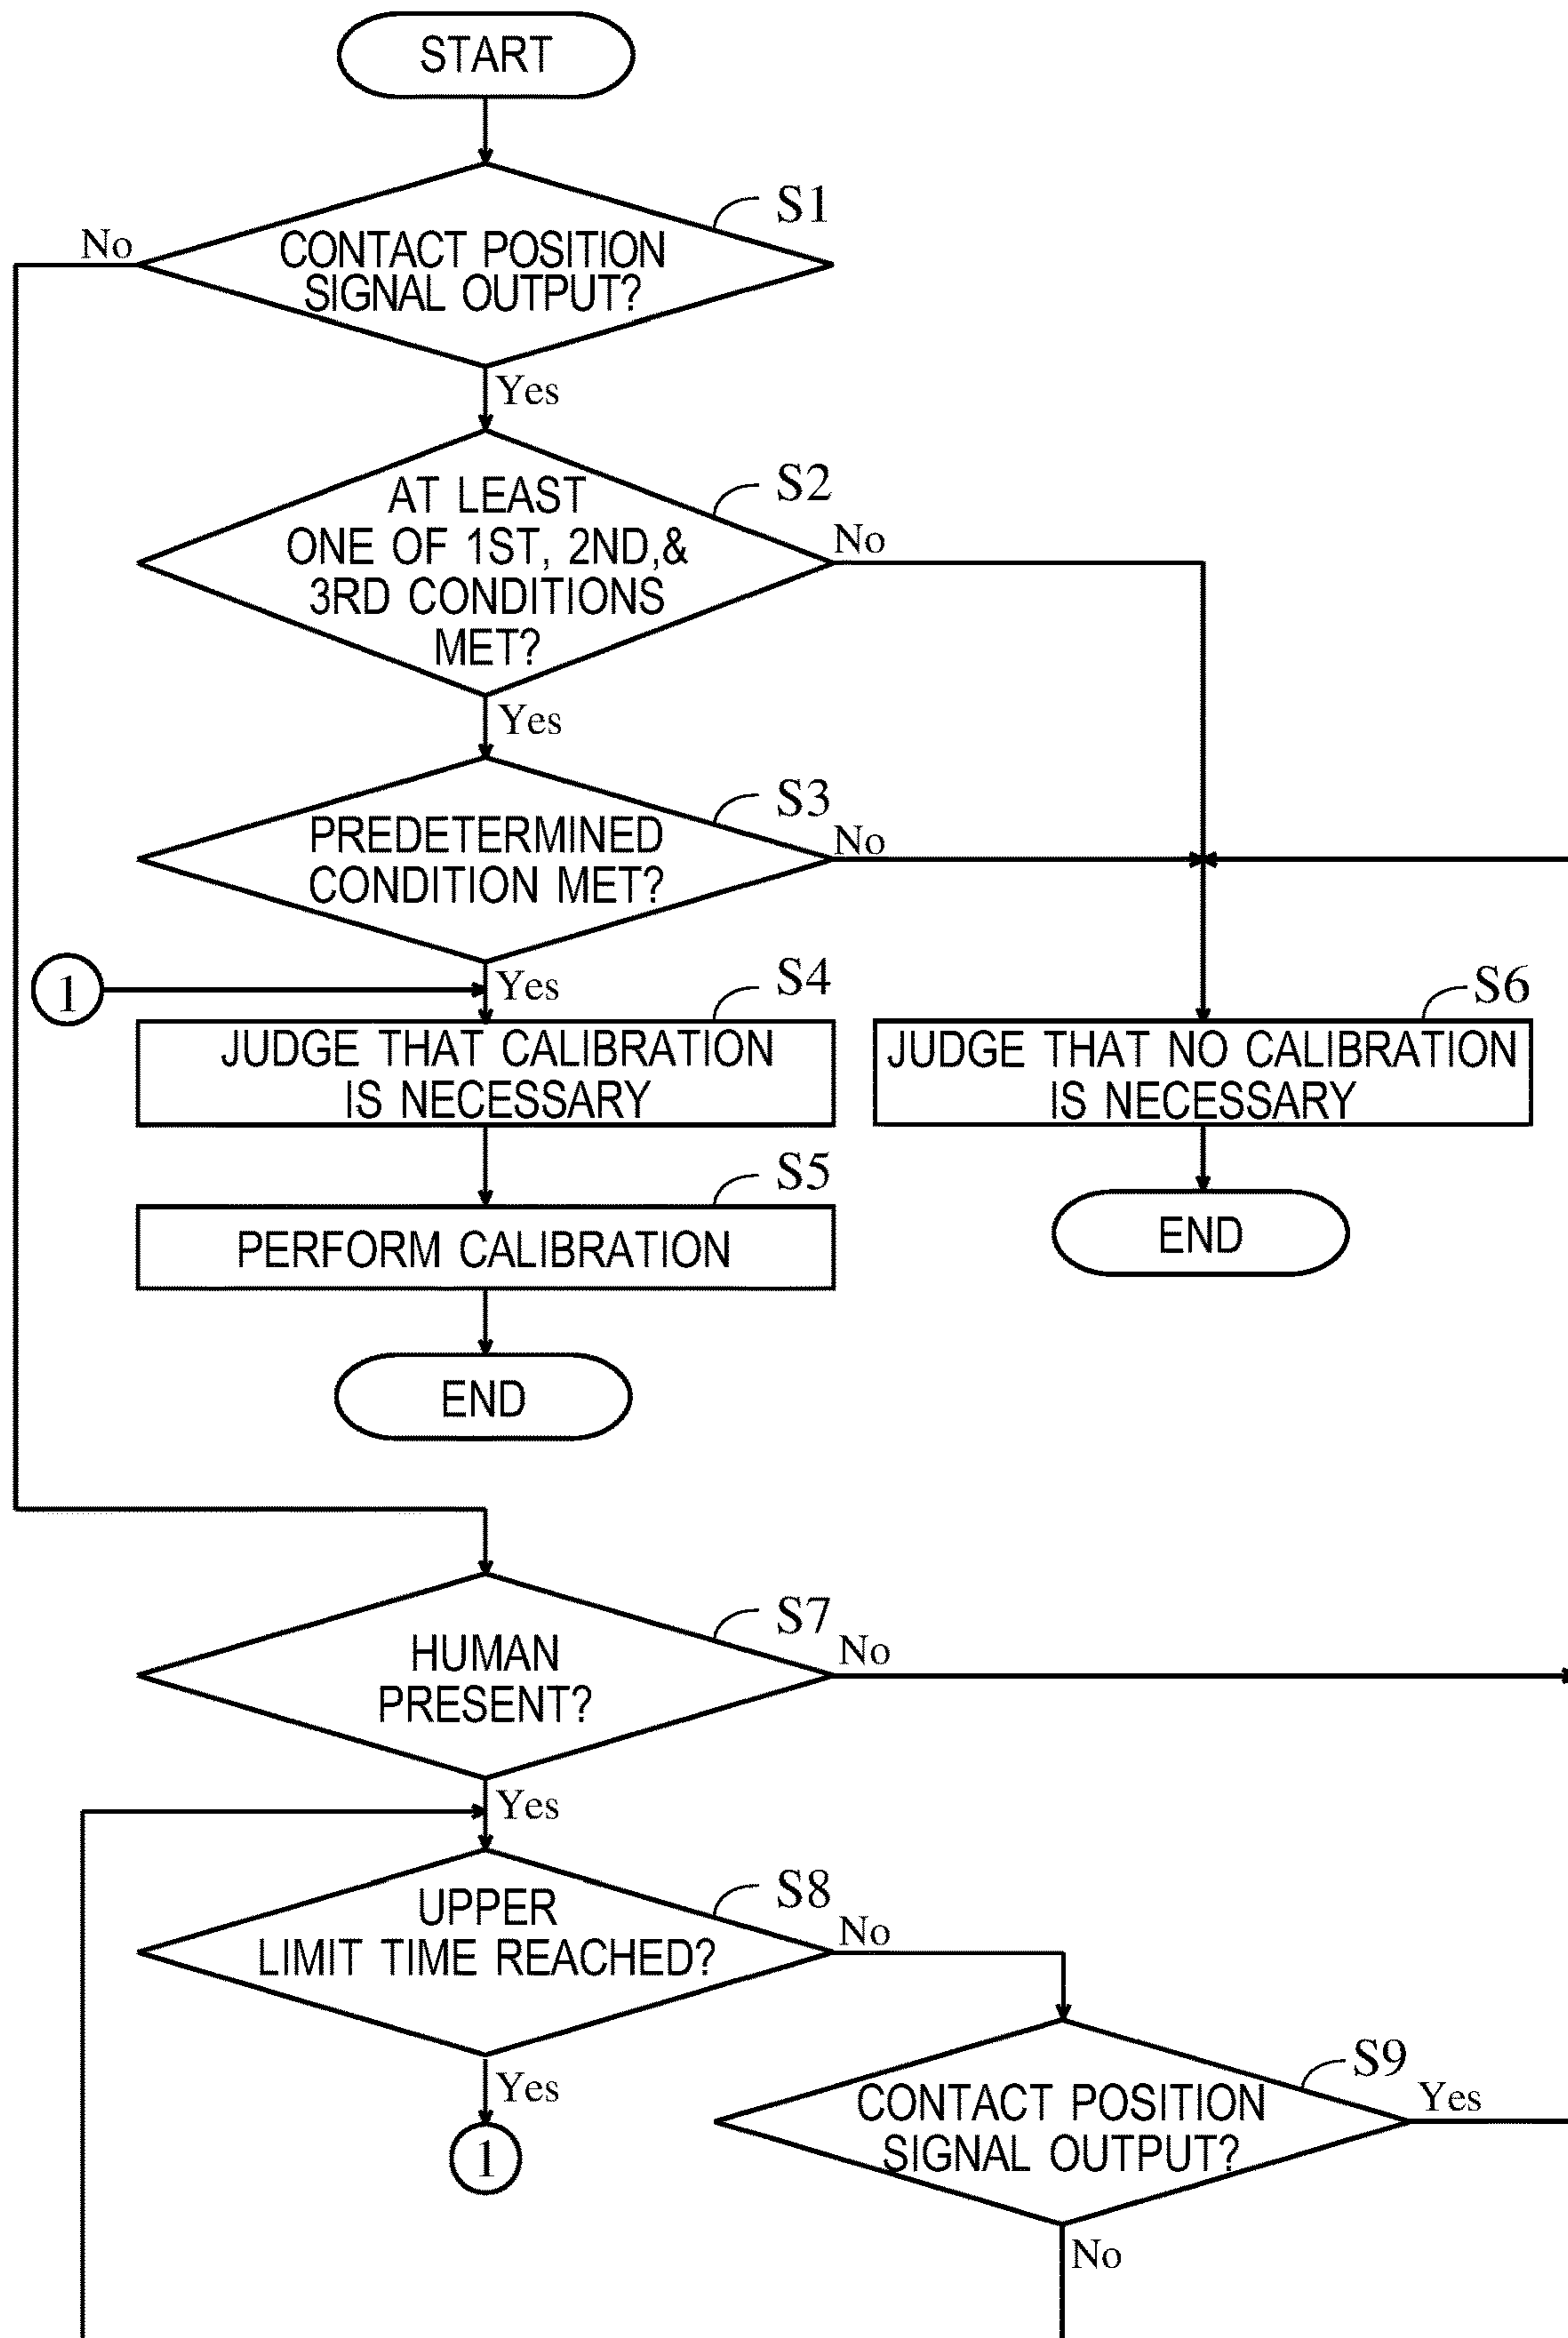 START
S1
No
CONTACT POSITION
SIGNAL OUTPUT?
Yes
S2
AT LEAST
ONE OF 1ST, 2ND,&
3RD CONDITIONS
MET?
No
Yes
S3
PREDETERMINED
CONDITION MET?
No
1
Yes
S4
JUDGE THAT CALIBRATION
IS NECESSARY
S6
JUDGE THAT NO CALIBRATION
IS NECESSARY
S5
PERFORM CALIBRATION
END
END
S7
HUMAN
PRESENT?
No
Yes
S8
UPPER
LIMIT TIME REACHED?
No
Yes
1
S9
CONTACT POSITION
SIGNAL OUTPUT?
Yes
No